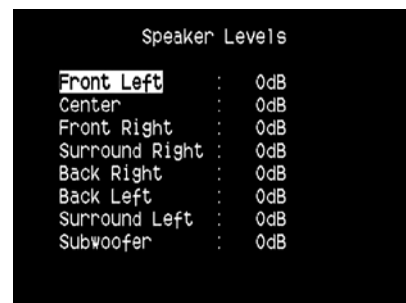 Speaker Levels
Front Left : 0dB
Center : 0dB
Front Right : 0dB
Surround Right : 0dB
Back Right : 0dB
Back Left : 0dB
Surround Left : 0dB
Subwoofer : 0dB